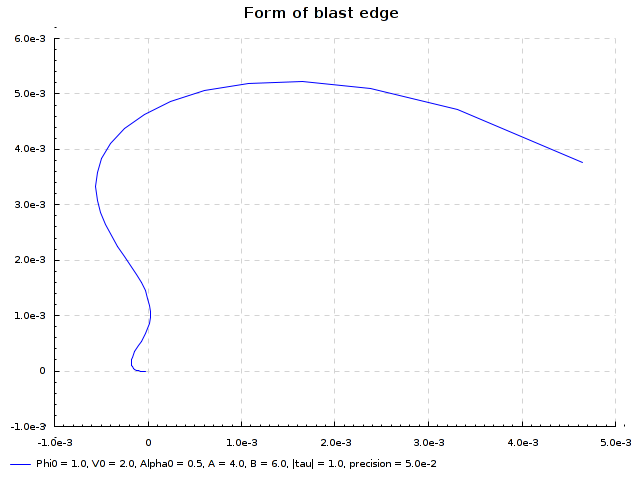 Form of blast edge
6.0e-3
5.0e-3
4.0e-3
3.0e-3
2.0e-3
1.0e-3
0
-1.0e-3
-1.0e-3 0 1.0e-3 2.0e-3 3.0e-3 4.0e-3 5.0e-3
Phi0 = 1.0, V0 = 2.0, Alpha0 = 0.5, A = 4.0, B = 6.0, |tau| = 1.0, precision = 5.0e-2